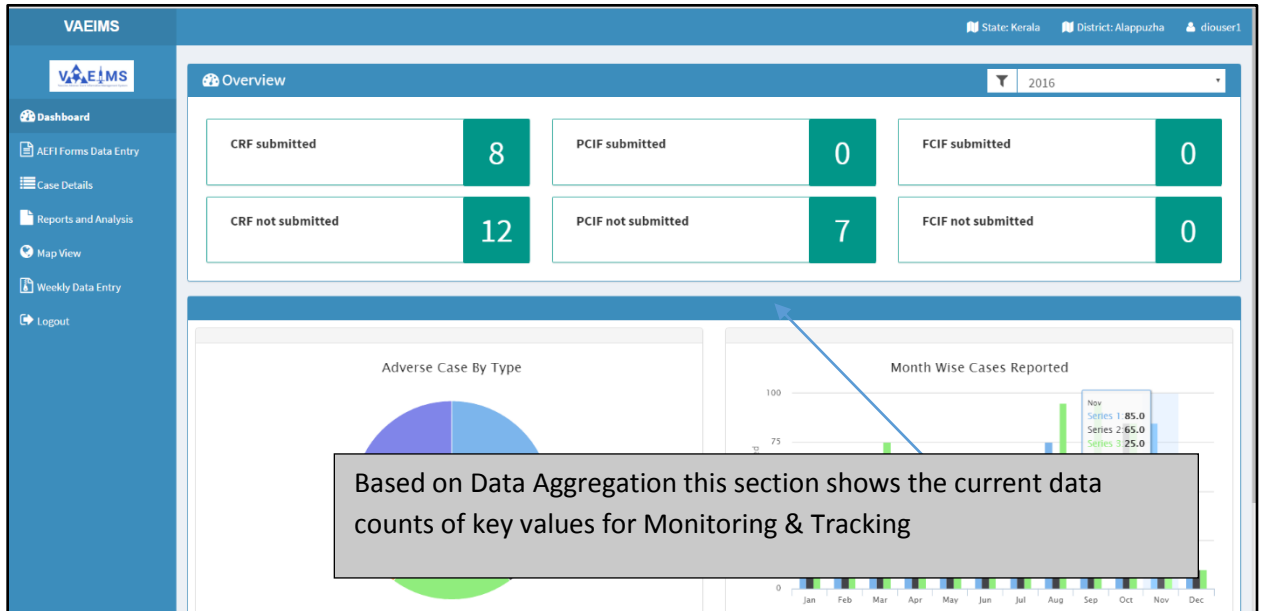 VAEIMS
State: Kerala District: Alappuzha diouser1
VAEIMS
Overview
2016
Dashboard
AEFI Forms Data Entry
Case Details
Reports and Analysis
Map View
Weekly Data Entry
Logout
CRF submitted 8
PCIF submitted 0
FCIF submitted 0
CRF not submitted 12
PCIF not submitted 7
FCIF not submitted 0
Adverse Case By Type
Month Wise Cases Reported
100
75
0
Nov
Series 1:85.0
Series 2:65.0
Series 3:25.0
Jan Feb Mar Apr May Jun Jul Aug Sep Oct Nov Dec
Based on Data Aggregation this section shows the current data
counts of key values for Monitoring & Tracking